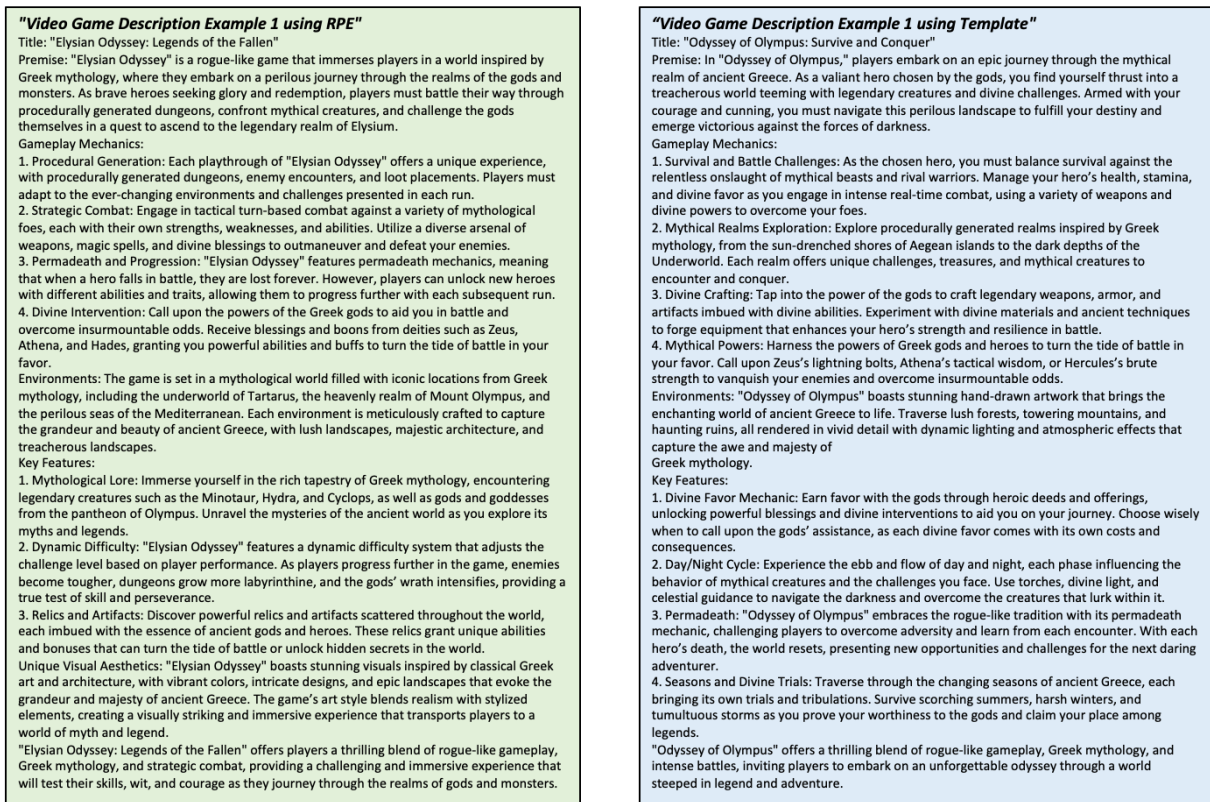 "Video Game Description Example 1 using RPE"
Title: "Elysian Odyssey: Legends of the Fallen"
Premise: "Elysian Odyssey" is a rogue-like game that immerses players in a world inspired by
Greek mythology, where they embark on a perilous journey through the realms of the gods and
monsters. As brave heroes seeking glory and redemption, players must battle their way through
procedurally generated dungeons, confront mythical creatures, and challenge the gods
themselves in a quest to ascend to the legendary realm of Elysium.
Gameplay Mechanics:
1. Procedural Generation: Each playthrough of "Elysian Odyssey" offers a unique experience,
with procedurally generated dungeons, enemy encounters, and loot placements. Players must
adapt to the ever-changing environments and challenges presented in each run.
2. Strategic Combat: Engage in tactical turn-based combat against a variety of mythological
foes, each with their own strengths, weaknesses, and abilities. Utilize a diverse arsenal of
weapons, magic spells, and divine blessings to outmaneuver and defeat your enemies.
3. Permadeath and Progression: "Elysian Odyssey" features permadeath mechanics, meaning
that when a hero falls in battle, they are lost forever. However, players can unlock new heroes
with different abilities and traits, allowing them to progress further with each subsequent run.
4. Divine Intervention: Call upon the powers of the Greek gods to aid you in battle and
overcome insurmountable odds. Receive blessings and boons from deities such as Zeus,
Athena, and Hades, granting you powerful abilities and buffs to turn the tide of battle in your
favor.
Environments: The game is set in a mythological world filled with iconic locations from Greek
mythology, including the underworld of Tartarus, the heavenly realm of Mount Olympus, and
the perilous seas of the Mediterranean. Each environment is meticulously crafted to capture
the grandeur and beauty of ancient Greece, with lush landscapes, majestic architecture, and
treacherous landscapes.
Key Features:
1. Mythological Lore: Immerse yourself in the rich tapestry of Greek mythology, encountering
legendary creatures such as the Minotaur, Hydra, and Cyclops, as well as gods and goddesses
from the pantheon of Olympus. Unravel the mysteries of the ancient world as you explore its
myths and legends.
2. Dynamic Difficulty: "Elysian Odyssey" features a dynamic difficulty system that adjusts the
challenge level based on player performance. As players progress further in the game, enemies
become tougher, dungeons grow more labyrinthine, and the gods' wrath intensifies, providing a
true test of skill and perseverance.
3. Relics and Artifacts: Discover powerful relics and artifacts scattered throughout the world,
each imbued with the essence of ancient gods and heroes. These relics grant unique abilities
and bonuses that can turn the tide of battle or unlock hidden secrets in the world.
Unique Visual Aesthetics: "Elysian Odyssey" boasts stunning visuals inspired by classical Greek
art and architecture, with vibrant colors, intricate designs, and epic landscapes that evoke the
grandeur and majesty of ancient Greece. The game's art style blends realism with stylized
elements, creating a visually striking and immersive experience that transports players to a
world of myth and legend.
"Elysian Odyssey: Legends of the Fallen" offers players a thrilling blend of rogue-like gameplay,
Greek mythology, and strategic combat, providing a challenging and immersive experience that
will test their skills, wit, and courage as they journey through the realms of gods and monsters.
“Video Game Description Example 1 using Template"
Title: "Odyssey of Olympus: Survive and Conquer"
Premise: In "Odyssey of Olympus," players embark on an epic journey through the mythical
realm of ancient Greece. As a valiant hero chosen by the gods, you find yourself thrust into a
treacherous world teeming with legendary creatures and divine challenges. Armed with your
courage and cunning, you must navigate this perilous landscape to fulfill your destiny and
emerge victorious against the forces of darkness.
Gameplay Mechanics:
1. Survival and Battle Challenges: As the chosen hero, you must balance survival against the
relentless onslaught of mythical beasts and rival warriors. Manage your hero's health, stamina,
and divine favor as you engage in intense real-time combat, using a variety of weapons and
divine powers to overcome your foes.
2. Mythical Realms Exploration: Explore procedurally generated realms inspired by Greek
mythology, from the sun-drenched shores of Aegean islands to the dark depths of the
Underworld. Each realm offers unique challenges, treasures, and mythical creatures to
encounter and conquer.
3. Divine Crafting: Tap into the power of the gods to craft legendary weapons, armor, and
artifacts imbued with divine abilities. Experiment with divine materials and ancient techniques
to forge equipment that enhances your hero's strength and resilience in battle.
4. Mythical Powers: Harness the powers of Greek gods and heroes to turn the tide of battle in
your favor. Call upon Zeus's lightning bolts, Athena's tactical wisdom, or Hercules's brute
strength to vanquish your enemies and overcome insurmountable odds.
Environments: "Odyssey of Olympus" boasts stunning hand-drawn artwork that brings the
enchanting world of ancient Greece to life. Traverse lush forests, towering mountains, and
haunting ruins, all rendered in vivid detail with dynamic lighting and atmospheric effects that
capture the awe and majesty of
Greek mythology.
Key Features:
1. Divine Favor Mechanic: Earn favor with the gods through heroic deeds and offerings,
unlocking powerful blessings and divine interventions to aid you on your journey. Choose wisely
when to call upon the gods' assistance, as each divine favor comes with its own costs and
consequences.
2. Day/Night Cycle: Experience the ebb and flow of day and night, each phase influencing the
behavior of mythical creatures and the challenges you face. Use torches, divine light, and
celestial guidance to navigate the darkness and overcome the creatures that lurk within it.
3. Permadeath: "Odyssey of Olympus" embraces the rogue-like tradition with its permadeath
mechanic, challenging players to overcome adversity and learn from each encounter. With each
hero's death, the world resets, presenting new opportunities and challenges for the next daring
adventurer.
4. Seasons and Divine Trials: Traverse through the changing seasons of ancient Greece, each
bringing its own trials and tribulations. Survive scorching summers, harsh winters, and
tumultuous storms as you prove your worthiness to the gods and claim your place among
legends.
"Odyssey of Olympus" offers a thrilling blend of rogue-like gameplay, Greek mythology, and
intense battles, inviting players to embark on an unforgettable odyssey through a world
steeped in legend and adventure.